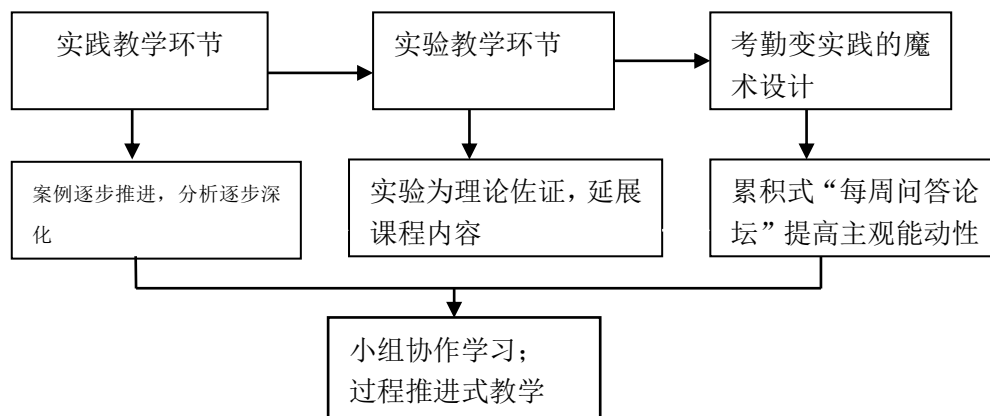 实践教学环节
实验教学环节
考勤变实践的魔
术设计
案例逐步推进，分析逐步深
化
实验为理论佐证，延展
课程内容
累积式“每周问答论
坛”提高主观能动性
小组协作学习；
过程推进式教学